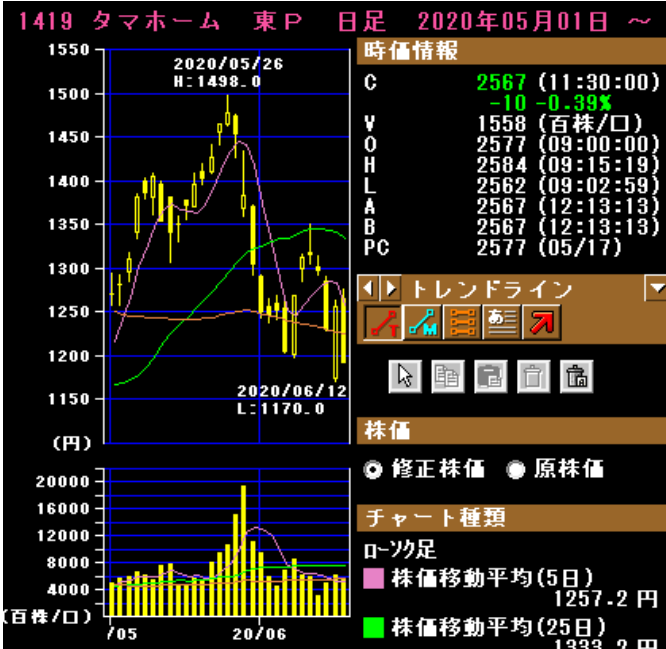 1419 タマホーム 東P 日足 2020年05月01日 ～
1550
2020/05/26
H:1498.0
1500
1450
1400
1350
1300
1250
1200
1150
2020/06/12
L:1170.0
(円)
20000
16000
12000
8000
4000
(百株/口)
/05
20/06
時価情報
C 2567 (11:30:00)
-10 -0.39%
V 1558 (百株/口)
O 2577 (09:00:00)
H 2584 (09:15:19)
L 2562 (09:02:59)
A 2567 (12:13:13)
B 2567 (12:13:13)
PC 2577 (05/17)
トレンドライン
T M あ
株価
修正株価 原株価
チャート種類
ローソク足
株価移動平均(5日)
1257.2 円
株価移動平均(25日)
1333.2 円